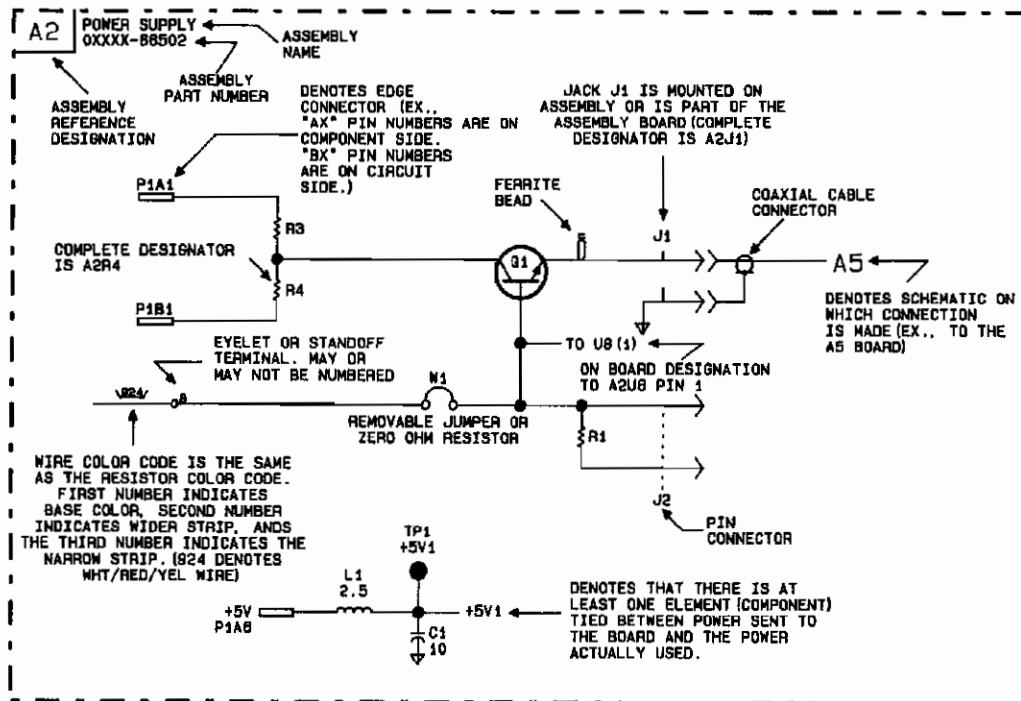 A2
POWER SUPPLY
0XXXX-66502
ASSEMBLY
NAME
ASSEMBLY
PART NUMBER
ASSEMBLY
REFERENCE
DESIGNATION
DENOTES EDGE
CONNECTOR (EX.,
"AX" PIN NUMBERS ARE ON
COMPONENT SIDE.
"BX" PIN NUMBERS
ARE ON CIRCUIT
SIDE.)
JACK J1 IS MOUNTED ON
ASSEMBLY OR IS PART OF THE
ASSEMBLY BOARD (COMPLETE
DESIGNATOR IS A2J1)
P1A1
R3
COMPLETE DESIGNATOR
IS A2R4
R4
P1B1
FERRITE
BEAD
E
J1
COAXIAL CABLE
CONNECTOR
Q1
A5
DENOTES SCHEMATIC ON
WHICH CONNECTION
IS MADE (EX., TO THE
A5 BOARD)
TO U8(1)
ON BOARD DESIGNATION
TO A2U8 PIN 1
EYELET OR STANDOFF
TERMINAL. MAY OR
MAY NOT BE NUMBERED
924
8
W1
REMOVABLE JUMPER OR
ZERO OHM RESISTOR
R1
J2
PIN
CONNECTOR
WIRE COLOR CODE IS THE SAME
AS THE RESISTOR COLOR CODE.
FIRST NUMBER INDICATES
BASE COLOR, SECOND NUMBER
INDICATES WIDER STRIP, ANDS
THE THIRD NUMBER INDICATES THE
NARROW STRIP. (924 DENOTES
WHT/RED/YEL WIRE)
TP1
+5V1
L1
2.5
+5V
P1A6
C1
10
+5V1
DENOTES THAT THERE IS AT
LEAST ONE ELEMENT (COMPONENT)
TIED BETWEEN POWER SENT TO
THE BOARD AND THE POWER
ACTUALLY USED.